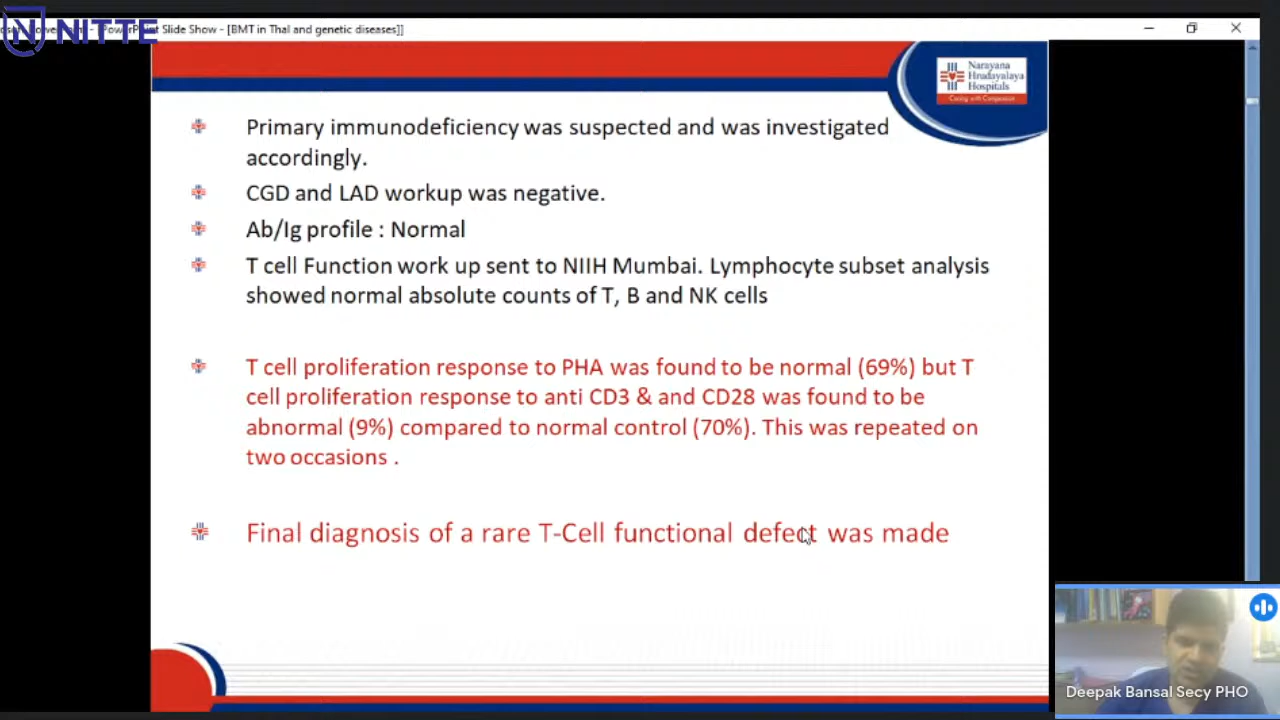 NITTE
PowerPoint Slide Show - [BMT in Thal and genetic diseases]]
Narayana
Hrudayalaya
Hospitals
Caring with Compassion
Primary immunodeficiency was suspected and was investigated
accordingly.
CGD and LAD workup was negative.
Ab/Ig profile : Normal
T cell Function work up sent to NIIH Mumbai. Lymphocyte subset analysis
showed normal absolute counts of T, B and NK cells
T cell proliferation response to PHA was found to be normal (69%) but T
cell proliferation response to anti CD3 & and CD28 was found to be
abnormal (9%) compared to normal control (70%). This was repeated on
two occasions .
Final diagnosis of a rare T-Cell functional defect was made
Deepak Bansal Secy PHO